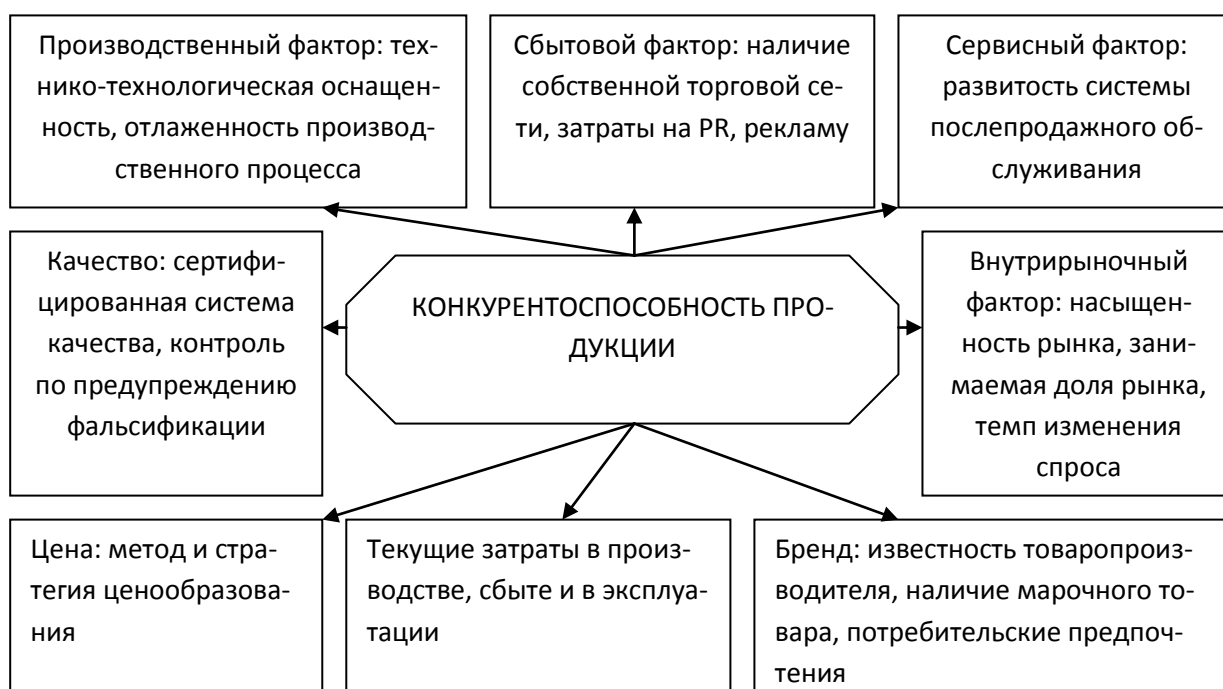 Производственный фактор: тех-
нико-технологическая оснащен-
ность, отлаженность производ-
ственного процесса
Сбытовой фактор: наличие
собственной торговой се-
ти, затраты на PR, рекламу
Сервисный фактор:
развитость системы
послепродажного об-
служивания
Качество: сертифи-
цированная система
качества, контроль
по предупреждению
фальсификации
КОНКУРЕНТОСПОСОБНОСТЬ ПРО-
ДУКЦИИ
Внутрирыночный
фактор: насыщен-
ность рынка, зани-
маемая доля рынка,
темп изменения
спроса
Цена: метод и стра-
тегия ценообразова-
ния
Текущие затраты в произ-
водстве, сбыте и в эксплуа-
тации
Бренд: известность товаропроиз-
водителя, наличие марочного то-
вара, потребительские предпоч-
тения